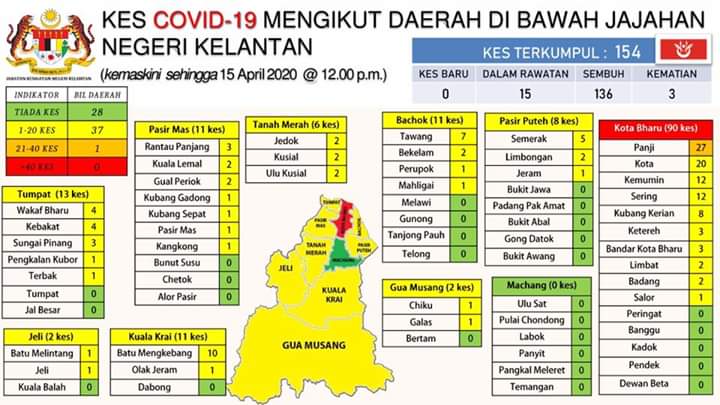 KES COVID-19 MENGIKUT DAERAH DI BAWAH JAJAHAN
NEGERI KELANTAN
(kemaskini sehingga 15 April 2020 @ 12.00 p.m.)
JABATAN KESIHATAN NEGERI KELANTAN
KES TERKUMPUL : 154
KES BARU DALAM RAWATAN SEMBUH KEMATIAN
0 15 136 3
INDIKATOR BIL DAERAH
TIADA KES 28
1-20 KES 37
21-40 KES 1
>40 KES 0
Tumpat (13 kes)
Wakaf Bharu 4
Kebakat 4
Sungai Pinang 3
Pengkalan Kubor 1
Terbak 1
Tumpat 0
Jal Besar 0
Jeli (2 kes)
Batu Melintang 1
Jeli 1
Kuala Balah 0
Pasir Mas (11 kes)
Rantau Panjang 3
Kuala Lemal 2
Gual Periok 2
Kubang Gadong 1
Kubang Sepat 1
Pasir Mas 1
Kangkong 1
Bunut Susu 0
Chetok 0
Alor Pasir 0
Kuala Krai (11 kes)
Batu Mengkebang 10
Olak Jeram 1
Dabong 0
Tanah Merah (6 kes)
Jedok 2
Kusial 2
Ulu Kusial 2
TUMPAT
PASIR MAS
BACHOK
TANAH MERAH
PASIR PUTEH
MACHANG
JELI
KUALA KRAI
GUA MUSANG
Bachok (11 kes)
Tawang 7
Bekelam 2
Perupok 1
Mahligai 1
Melawi 0
Gunong 0
Tanjong Pauh 0
Telong 0
Gua Musang (2 kes)
Chiku 1
Galas 1
Bertam 0
Pasir Puteh (8 kes)
Semerak 5
Limbongan 2
Jeram 1
Bukit Jawa 0
Padang Pak Amat 0
Bukit Abal 0
Gong Datok 0
Bukit Awang 0
Machang (0 kes)
Ulu Sat 0
Pulai Chondong 0
Labok 0
Panyit 0
Pangkal Meleret 0
Temangan 0
Kota Bharu (90 kes)
Panji 27
Kota 20
Kemumin 12
Sering 12
Kubang Kerian 8
Ketereh 3
Bandar Kota Bharu 3
Limbat 2
Badang 2
Salor 1
Peringat 0
Banggu 0
Kadok 0
Pendek 0
Dewan Beta 0